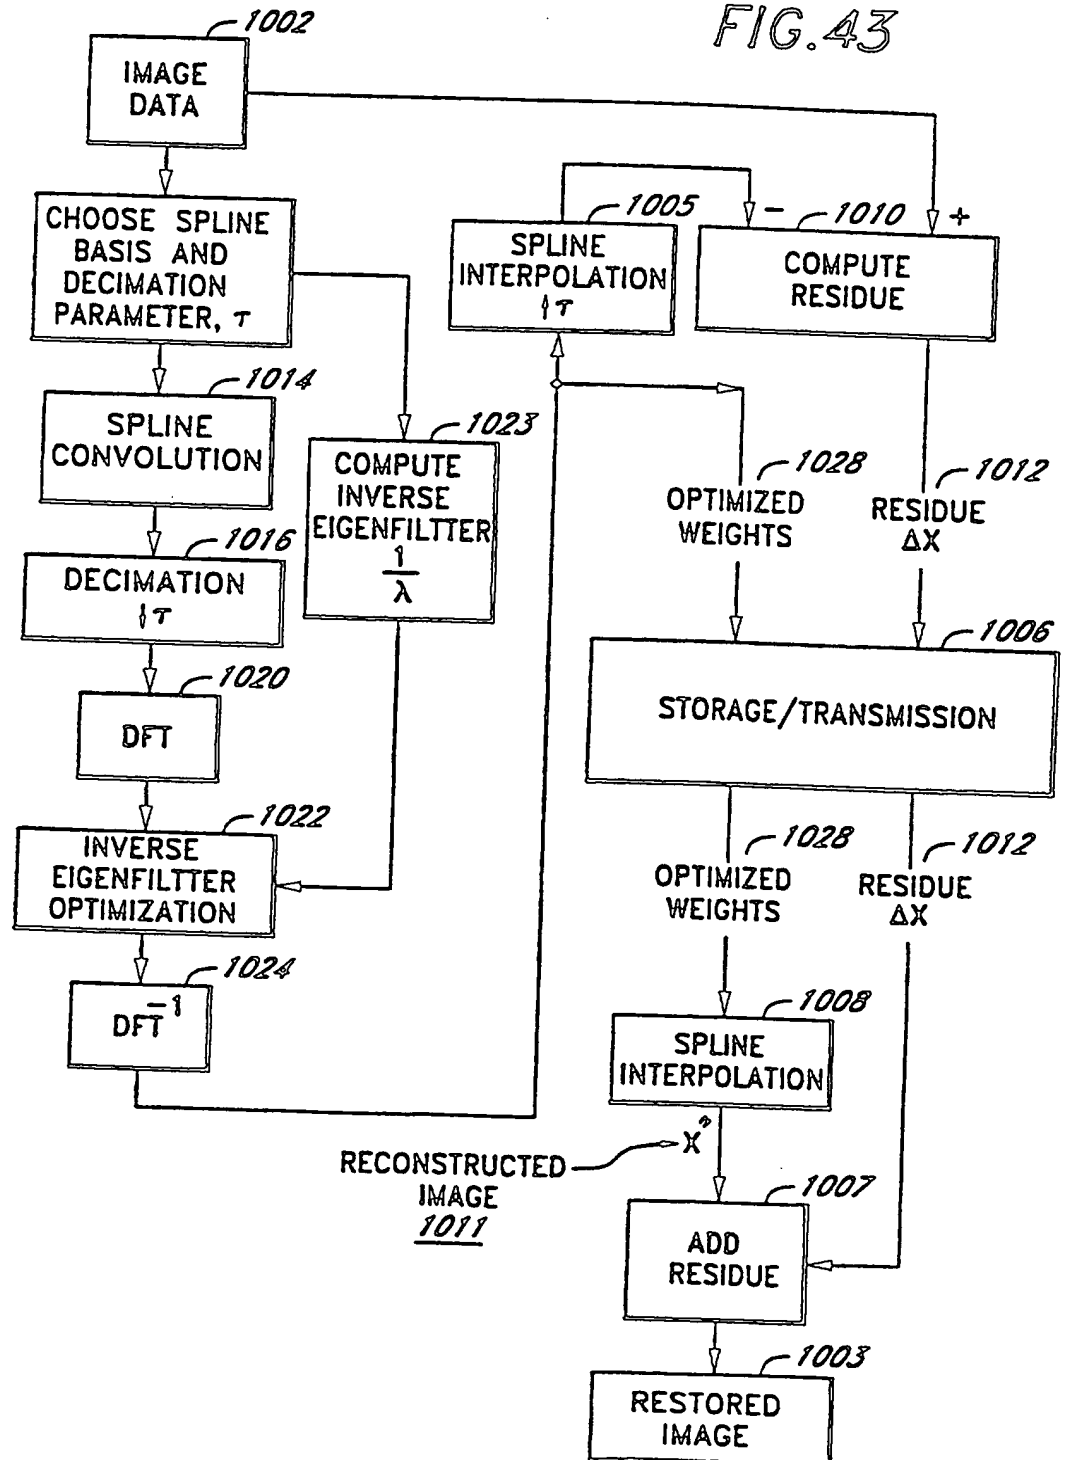 FIG. 43
1002
IMAGE
DATA
CHOOSE SPLINE
BASIS AND
DECIMATION
PARAMETER, τ
1005
SPLINE
INTERPOLATION
↑τ
-
1010
+
COMPUTE
RESIDUE
1014
SPLINE
CONVOLUTION
1023
COMPUTE
INVERSE
EIGENFILTTER
1
λ
1028
OPTIMIZED
WEIGHTS
1012
RESIDUE
ΔX
1016
DECIMATION
↓τ
1006
STORAGE/TRANSMISSION
1020
DFT
1022
INVERSE
EIGENFILTTER
OPTIMIZATION
1028
OPTIMIZED
WEIGHTS
1012
RESIDUE
ΔX
1024
DFT⁻¹
1008
SPLINE
INTERPOLATION
RECONSTRUCTED
IMAGE
1011
X~
1007
ADD
RESIDUE
1003
RESTORED
IMAGE